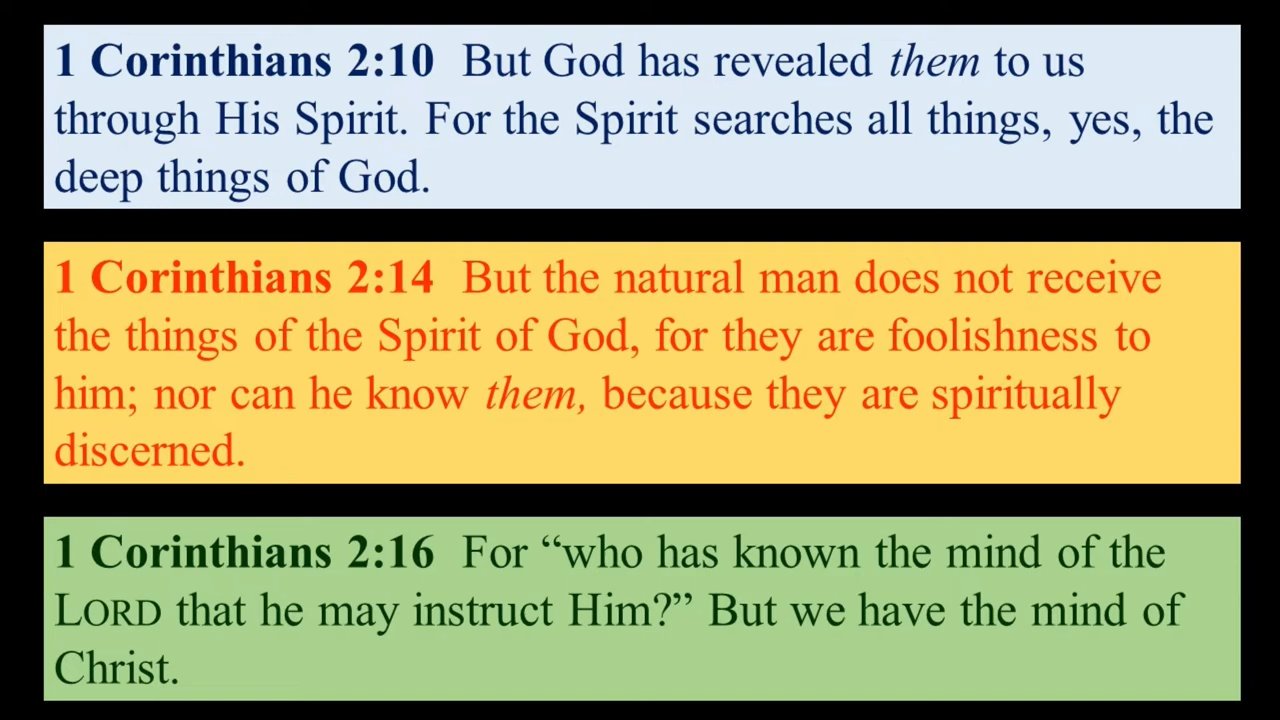 1 Corinthians 2:10 But God has revealed them to us
through His Spirit. For the Spirit searches all things, yes, the
deep things of God.
1 Corinthians 2:14 But the natural man does not receive
the things of the Spirit of God, for they are foolishness to
him; nor can he know them, because they are spiritually
discerned.
1 Corinthians 2:16 For “who has known the mind of the
LORD that he may instruct Him?” But we have the mind of
Christ.